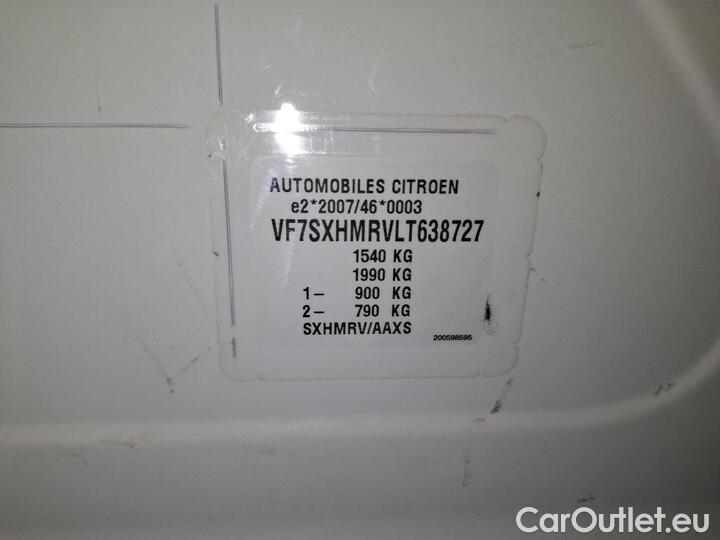 AUTOMOBILES CITROEN
e2*2007/46*0003
VF7SXHMRVLT638727
1540 KG
1990 KG
1- 900 KG
2- 790 KG
SXHMRV/AAXS
200598595
CarOutlet.eu